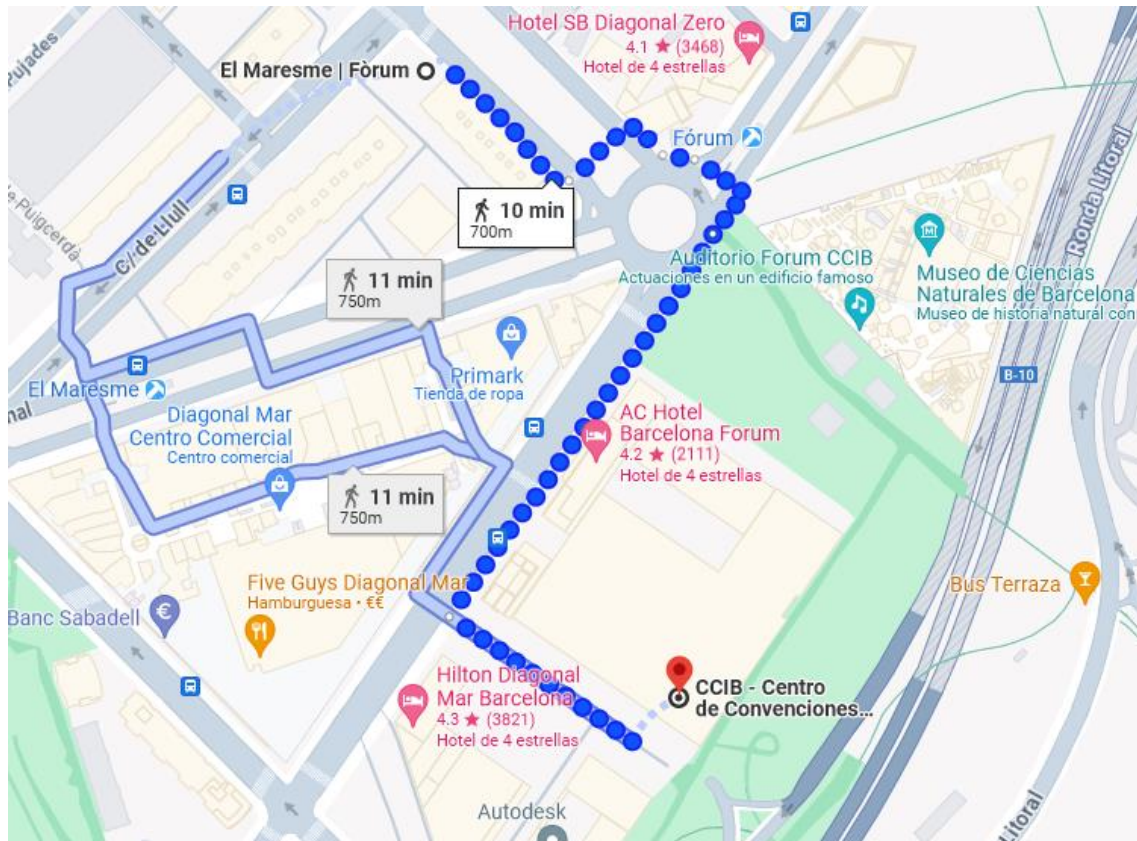 Hotel SB Diagonal Zero
4.1 ★ (3468)
Hotel de 4 estrellas
Pujades
El Maresme | Fòrum
Fórum
10 min
700m
C/ de Llull
de Puigcerdà
11 min
750m
Auditorio Forum CCIB
Actuaciones en un edificio famoso
Museo de Ciencias
Naturales de Barcelona
Museo de historia natural con
Ronda Litoral
B-10
El Maresme
nal
Primark
Tienda de ropa
Diagonal Mar
Centro Comercial
Centro comercial
AC Hotel
Barcelona Forum
4.2 ★ (2111)
Hotel de 4 estrellas
11 min
750m
Five Guys Diagonal Mar
Hamburguesa · €€
Banc Sabadell
Bus Terraza
Hilton Diagonal
Mar Barcelona
4.3 ★ (3821)
Hotel de 4 estrellas
CCIB - Centro
de Convenciones...
Autodesk
Litoral